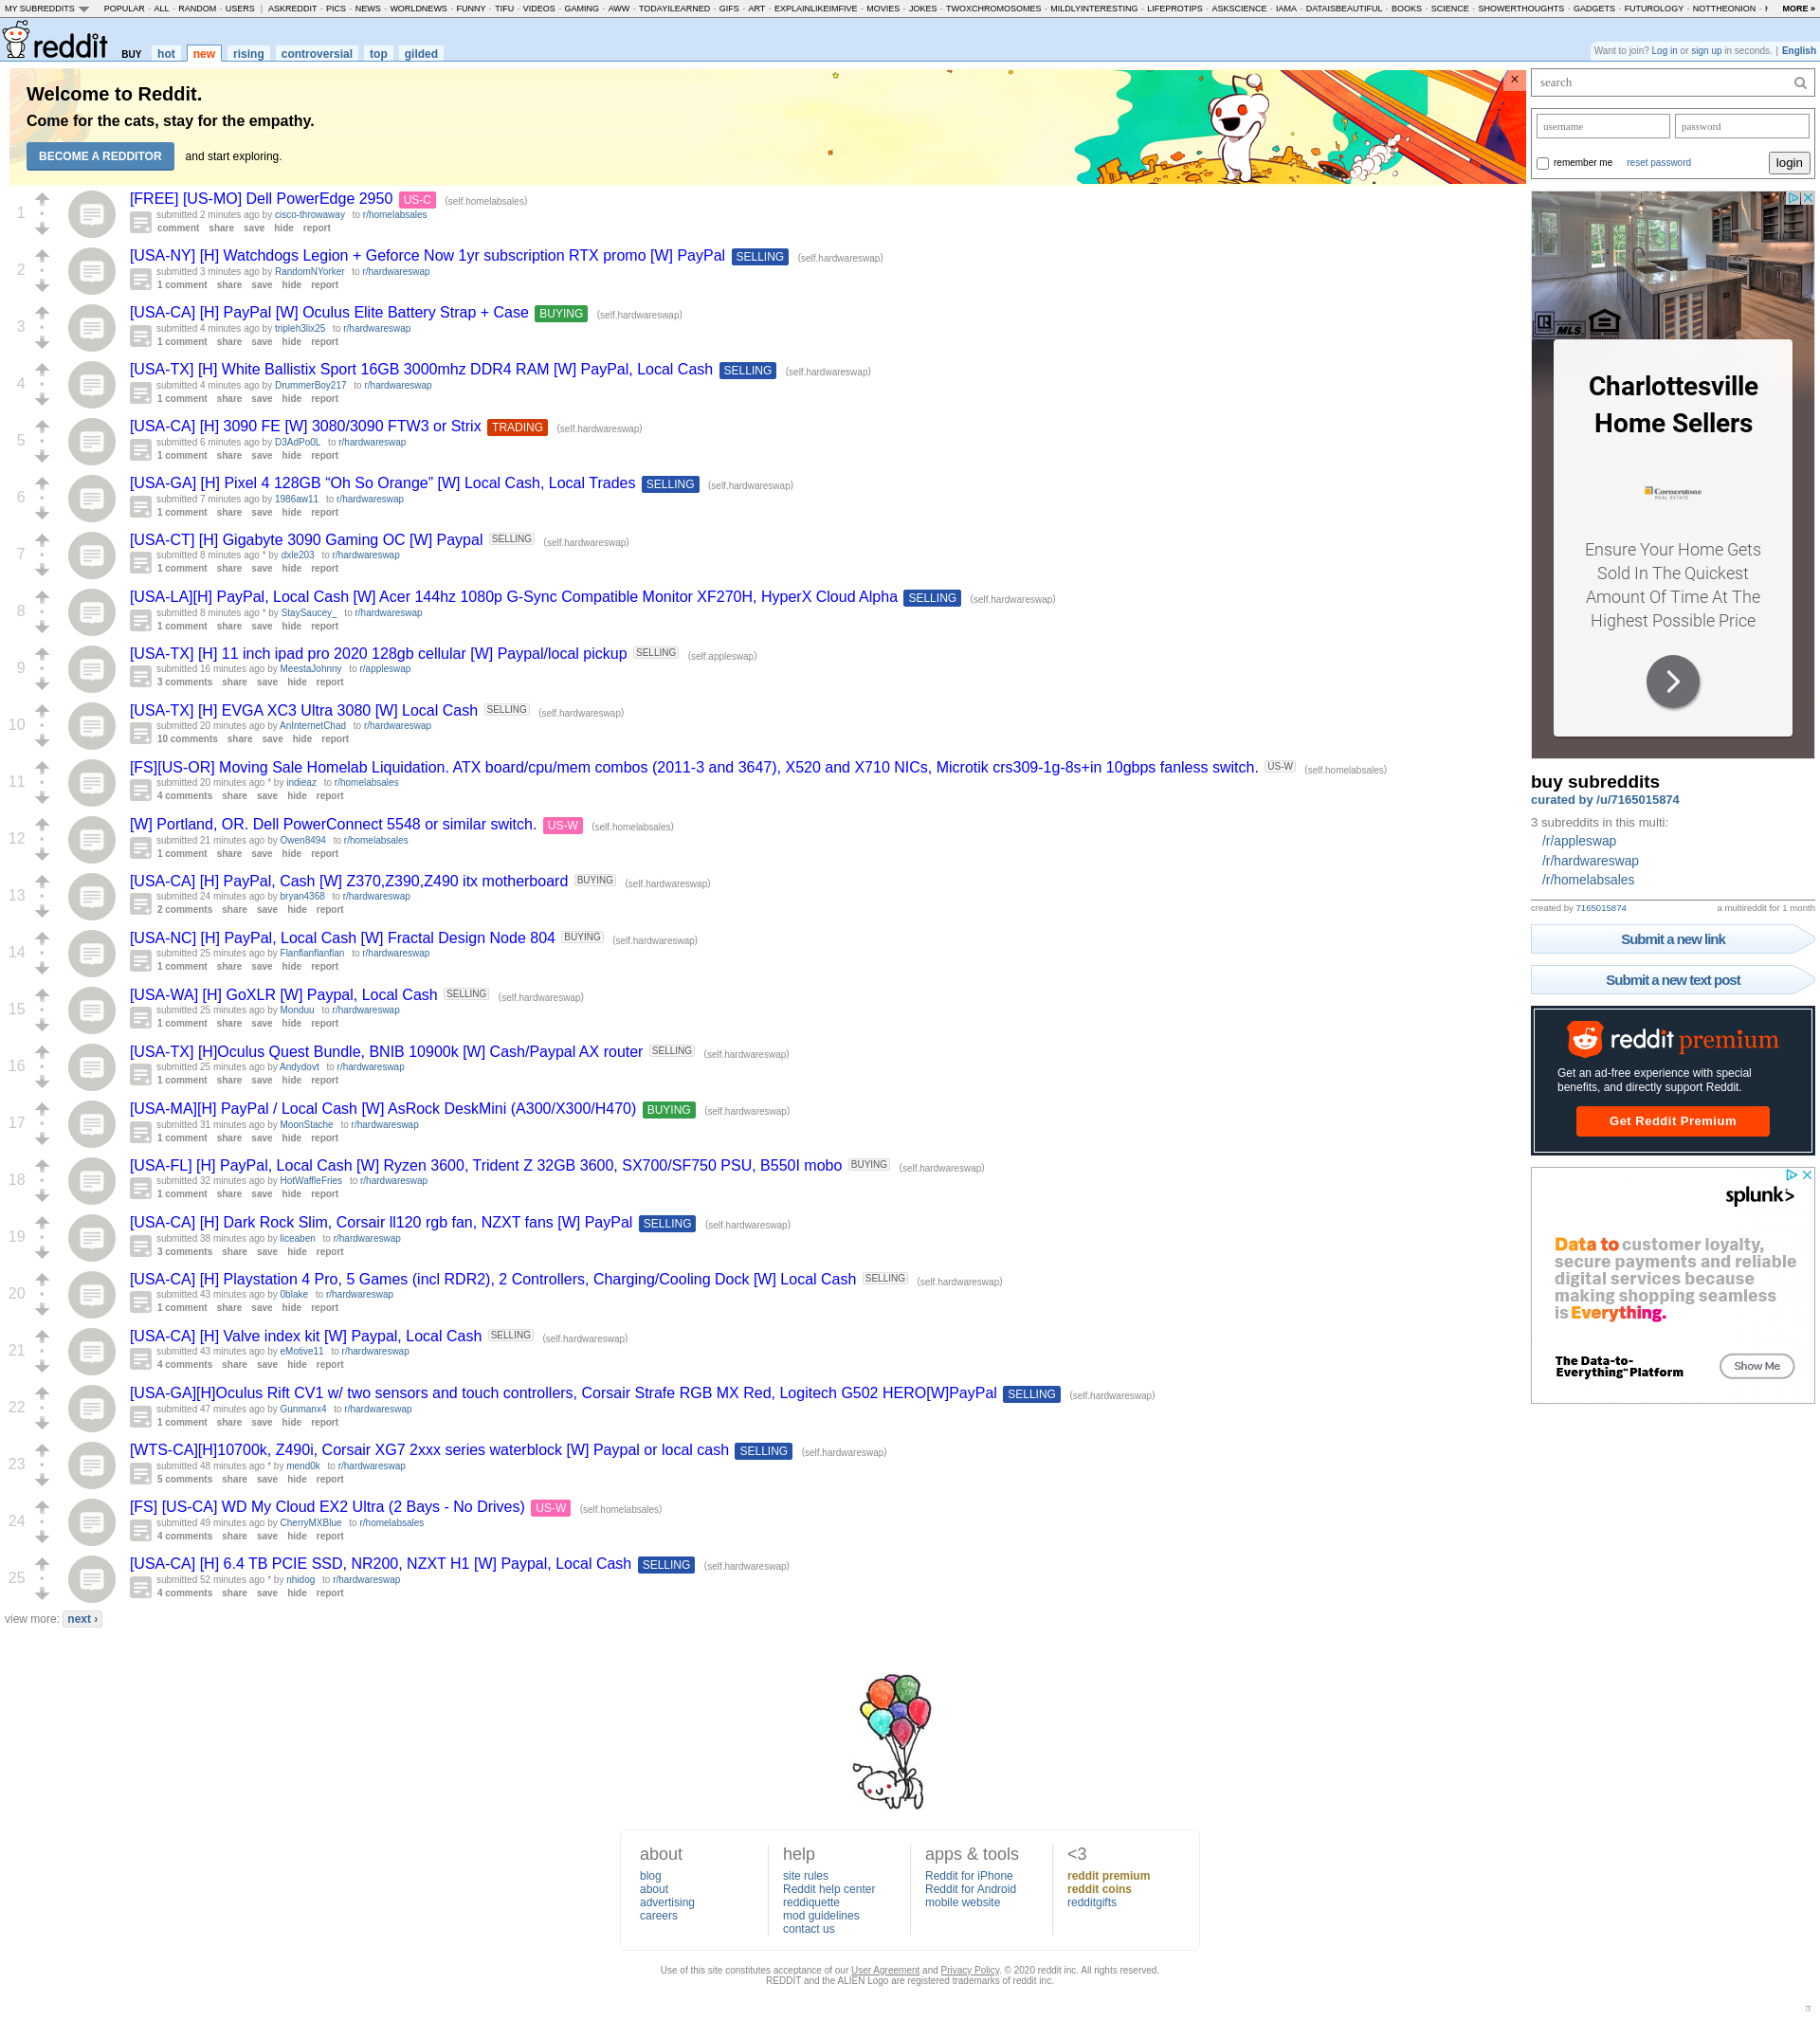 MY SUBREDDITS POPULAR - ALL - RANDOM - USERS | ASKREDDIT - PICS - NEWS - WORLDNEWS - FUNNY - TIFU - VIDEOS - GAMING - AWW - TODAYILEARNED - GIFS - ART - EXPLAINLIKEIMFIVE - MOVIES - JOKES - TWOXCHROMOSOMES - MILDLYINTERESTING - LIFEPROTIPS - ASKSCIENCE - IAMA - DATAISBEAUTIFUL - BOOKS - SCIENCE - SHOWERTHOUGHTS - GADGETS - FUTUROLOGY - NOTTHEONION - MORE »
reddit BUY hot new rising controversial top gilded
Want to join? Log in or sign up in seconds. | English
Welcome to Reddit.
Come for the cats, stay for the empathy.
BECOME A REDDITOR and start exploring.
×
1
[FREE] [US-MO] Dell PowerEdge 2950 US-C (self.homelabsales)
submitted 2 minutes ago by cisco-throwaway to r/homelabsales
comment share save hide report
2
[USA-NY] [H] Watchdogs Legion + Geforce Now 1yr subscription RTX promo [W] PayPal SELLING (self.hardwareswap)
submitted 3 minutes ago by RandomNYorker to r/hardwareswap
1 comment share save hide report
3
[USA-CA] [H] PayPal [W] Oculus Elite Battery Strap + Case BUYING (self.hardwareswap)
submitted 4 minutes ago by tripleh3lix25 to r/hardwareswap
1 comment share save hide report
4
[USA-TX] [H] White Ballistix Sport 16GB 3000mhz DDR4 RAM [W] PayPal, Local Cash SELLING (self.hardwareswap)
submitted 4 minutes ago by DrummerBoy217 to r/hardwareswap
1 comment share save hide report
5
[USA-CA] [H] 3090 FE [W] 3080/3090 FTW3 or Strix TRADING (self.hardwareswap)
submitted 6 minutes ago by D3AdPo0L to r/hardwareswap
1 comment share save hide report
6
[USA-GA] [H] Pixel 4 128GB “Oh So Orange” [W] Local Cash, Local Trades SELLING (self.hardwareswap)
submitted 7 minutes ago by 1986aw11 to r/hardwareswap
1 comment share save hide report
7
[USA-CT] [H] Gigabyte 3090 Gaming OC [W] Paypal SELLING (self.hardwareswap)
submitted 8 minutes ago * by dxle203 to r/hardwareswap
1 comment share save hide report
8
[USA-LA][H] PayPal, Local Cash [W] Acer 144hz 1080p G-Sync Compatible Monitor XF270H, HyperX Cloud Alpha SELLING (self.hardwareswap)
submitted 8 minutes ago * by StaySaucey_ to r/hardwareswap
1 comment share save hide report
9
[USA-TX] [H] 11 inch ipad pro 2020 128gb cellular [W] Paypal/local pickup SELLING (self.appleswap)
submitted 16 minutes ago by MeestaJohnny to r/appleswap
3 comments share save hide report
10
[USA-TX] [H] EVGA XC3 Ultra 3080 [W] Local Cash SELLING (self.hardwareswap)
submitted 20 minutes ago by AnInternetChad to r/hardwareswap
10 comments share save hide report
11
[FS][US-OR] Moving Sale Homelab Liquidation. ATX board/cpu/mem combos (2011-3 and 3647), X520 and X710 NICs, Microtik crs309-1g-8s+in 10gbps fanless switch. US-W (self.homelabsales)
submitted 20 minutes ago * by indieaz to r/homelabsales
4 comments share save hide report
12
[W] Portland, OR. Dell PowerConnect 5548 or similar switch. US-W (self.homelabsales)
submitted 21 minutes ago by Owen8494 to r/homelabsales
1 comment share save hide report
13
[USA-CA] [H] PayPal, Cash [W] Z370,Z390,Z490 itx motherboard BUYING (self.hardwareswap)
submitted 24 minutes ago by bryan4368 to r/hardwareswap
2 comments share save hide report
14
[USA-NC] [H] PayPal, Local Cash [W] Fractal Design Node 804 BUYING (self.hardwareswap)
submitted 25 minutes ago by Flanflanflanflan to r/hardwareswap
1 comment share save hide report
15
[USA-WA] [H] GoXLR [W] Paypal, Local Cash SELLING (self.hardwareswap)
submitted 25 minutes ago by Monduu to r/hardwareswap
1 comment share save hide report
16
[USA-TX] [H]Oculus Quest Bundle, BNIB 10900k [W] Cash/Paypal AX router SELLING (self.hardwareswap)
submitted 25 minutes ago by Andydovt to r/hardwareswap
1 comment share save hide report
17
[USA-MA][H] PayPal / Local Cash [W] AsRock DeskMini (A300/X300/H470) BUYING (self.hardwareswap)
submitted 31 minutes ago by MoonStache to r/hardwareswap
1 comment share save hide report
18
[USA-FL] [H] PayPal, Local Cash [W] Ryzen 3600, Trident Z 32GB 3600, SX700/SF750 PSU, B550I mobo BUYING (self.hardwareswap)
submitted 32 minutes ago by HotWaffleFries to r/hardwareswap
1 comment share save hide report
19
[USA-CA] [H] Dark Rock Slim, Corsair ll120 rgb fan, NZXT fans [W] PayPal SELLING (self.hardwareswap)
submitted 38 minutes ago by liceaben to r/hardwareswap
3 comments share save hide report
20
[USA-CA] [H] Playstation 4 Pro, 5 Games (incl RDR2), 2 Controllers, Charging/Cooling Dock [W] Local Cash SELLING (self.hardwareswap)
submitted 43 minutes ago by 0blake to r/hardwareswap
1 comment share save hide report
21
[USA-CA] [H] Valve index kit [W] Paypal, Local Cash SELLING (self.hardwareswap)
submitted 43 minutes ago by eMotive11 to r/hardwareswap
4 comments share save hide report
22
[USA-GA][H]Oculus Rift CV1 w/ two sensors and touch controllers, Corsair Strafe RGB MX Red, Logitech G502 HERO[W]PayPal SELLING (self.hardwareswap)
submitted 47 minutes ago by Gunmanx4 to r/hardwareswap
1 comment share save hide report
23
[WTS-CA][H]10700k, Z490i, Corsair XG7 2xxx series waterblock [W] Paypal or local cash SELLING (self.hardwareswap)
submitted 48 minutes ago * by mend0k to r/hardwareswap
5 comments share save hide report
24
[FS] [US-CA] WD My Cloud EX2 Ultra (2 Bays - No Drives) US-W (self.homelabsales)
submitted 49 minutes ago by CherryMXBlue to r/homelabsales
4 comments share save hide report
25
[USA-CA] [H] 6.4 TB PCIE SSD, NR200, NZXT H1 [W] Paypal, Local Cash SELLING (self.hardwareswap)
submitted 52 minutes ago * by nhidog to r/hardwareswap
4 comments share save hide report
view more: next ›
search
username password
remember me reset password login
R MLS
Charlottesville
Home Sellers
Cornerstone
REAL ESTATE
Ensure Your Home Gets
Sold In The Quickest
Amount Of Time At The
Highest Possible Price
buy subreddits
curated by /u/7165015874
3 subreddits in this multi:
/r/appleswap
/r/hardwareswap
/r/homelabsales
created by 7165015874 a multireddit for 1 month
Submit a new link
Submit a new text post
reddit premium
Get an ad-free experience with special
benefits, and directly support Reddit.
Get Reddit Premium
splunk>
Data to customer loyalty,
secure payments and reliable
digital services because
making shopping seamless
is Everything.
The Data-to-
Everything™ Platform
Show Me
about
blog
about
advertising
careers
help
site rules
Reddit help center
reddiquette
mod guidelines
contact us
apps & tools
Reddit for iPhone
Reddit for Android
mobile website
<3
reddit premium
reddit coins
redditgifts
Use of this site constitutes acceptance of our User Agreement and Privacy Policy. © 2020 reddit inc. All rights reserved.
REDDIT and the ALIEN Logo are registered trademarks of reddit inc.
π